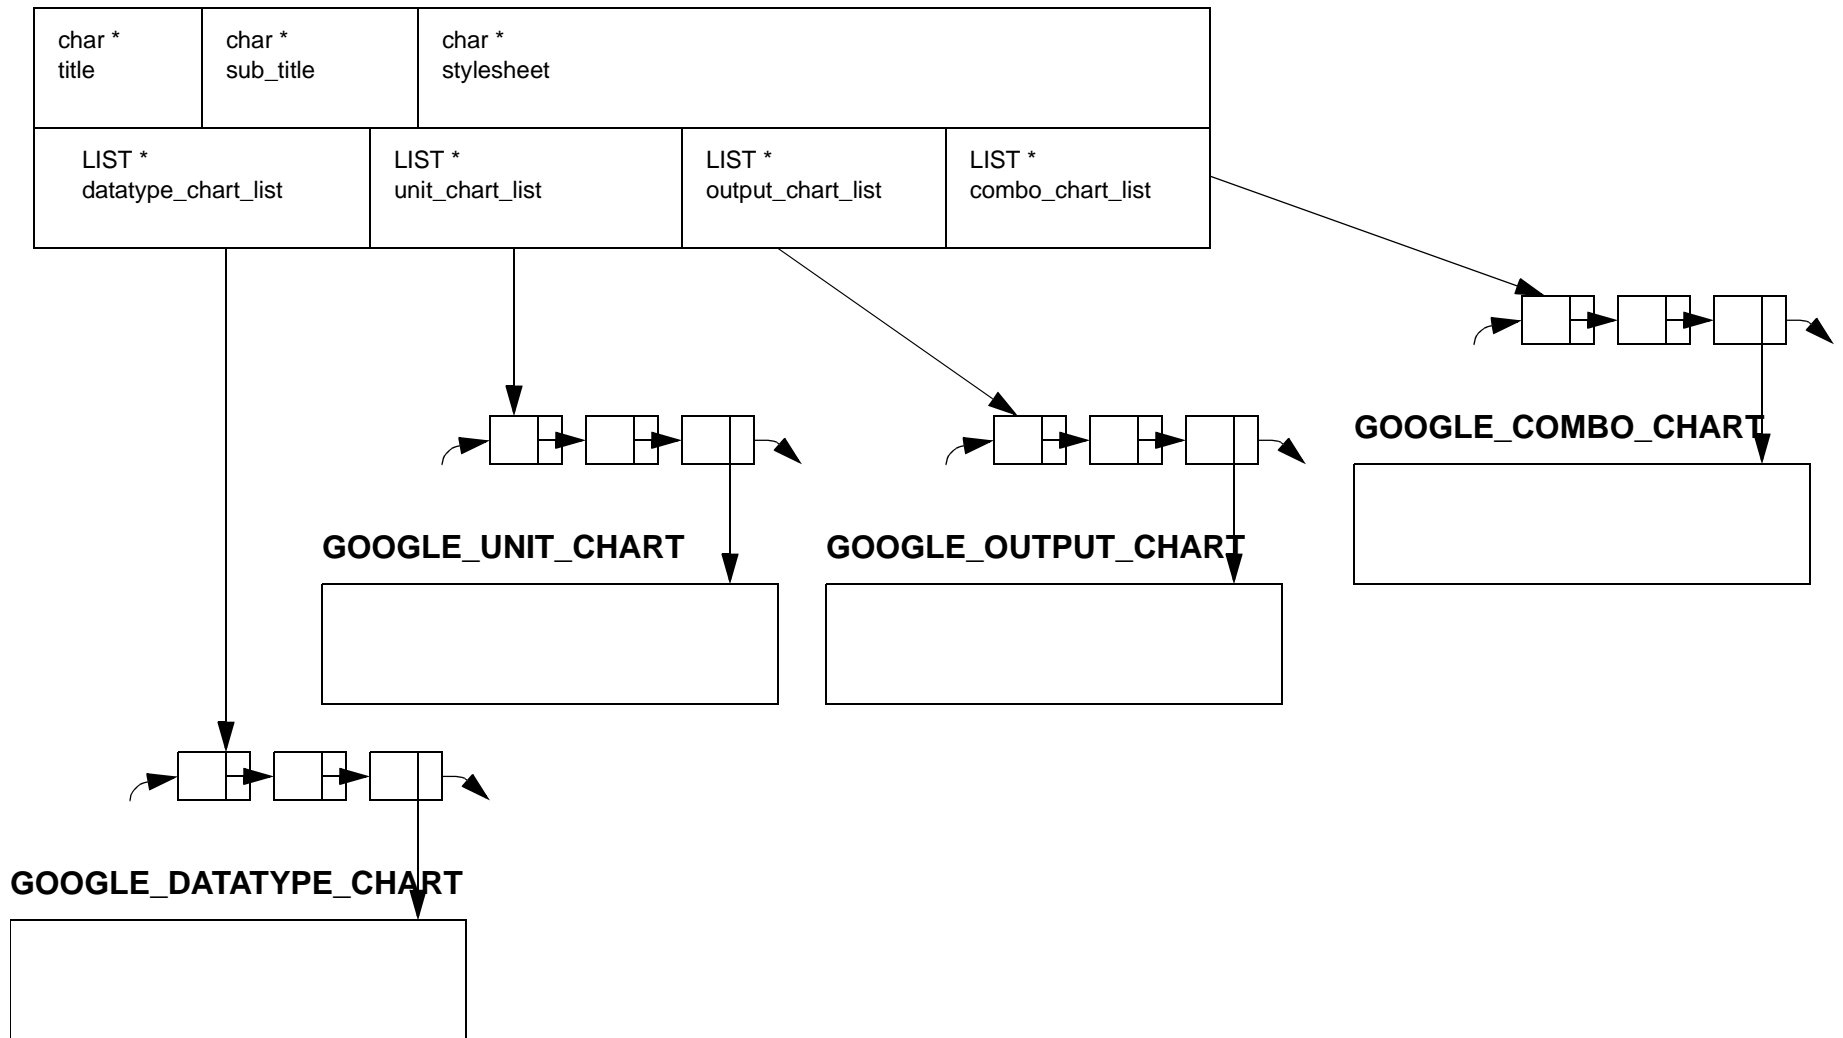 char *
title
char *
sub_title
char *
stylesheet
LIST *
datatype_chart_list
LIST *
unit_chart_list
LIST *
output_chart_list
LIST *
combo_chart_list
GOOGLE_COMBO_CHART
GOOGLE_UNIT_CHART
GOOGLE_OUTPUT_CHART
GOOGLE_DATATYPE_CHART